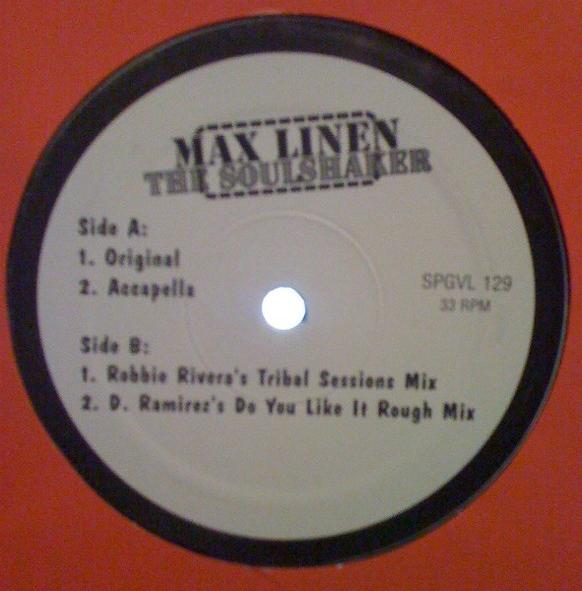 MAX LINEN
THE SOULSHAKER
Side A:
1. Original
2. Accapella
SPGVL 129
33 RPM
Side B:
1. Robbie Rivera's Tribal Sessions Mix
2. D. Ramirez's Do You Like It Rough Mix